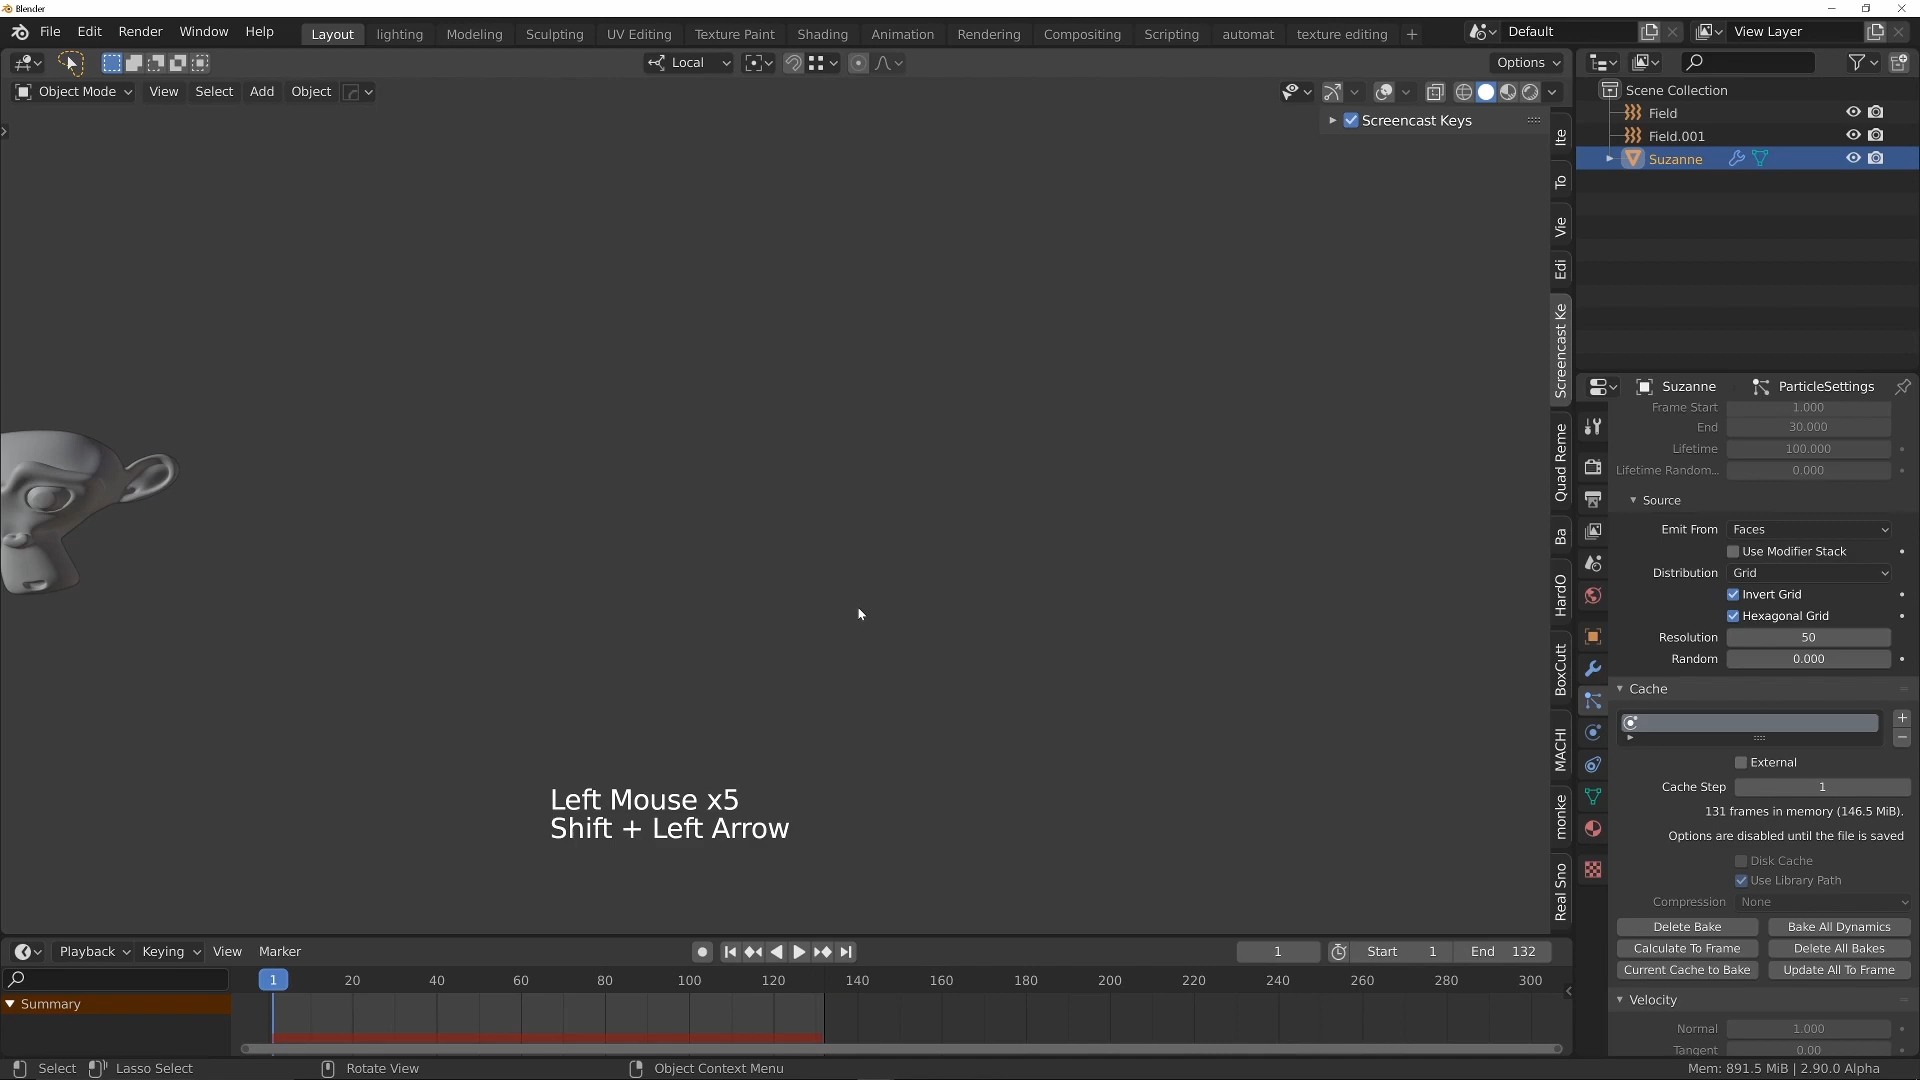 Blender
File Edit Render Window Help
Layout lighting Modeling Sculpting UV Editing Texture Paint Shading Animation Rendering Compositing Scripting automat texture editing +
Default
View Layer
Local
Options
Object Mode View Select Add Object
Screencast Keys
Ite
To
Vie
Edi
Screencast Ke
Quad Reme
Ba
HardO
BoxCutt
MACHI
monke
Real Sno
Scene Collection
Field
Field.001
Suzanne
Suzanne ParticleSettings
Frame Start 1.000
End 30.000
Lifetime 100.000
Lifetime Random... 0.000
Source
Emit From Faces
Use Modifier Stack
Distribution Grid
Invert Grid
Hexagonal Grid
Resolution 50
Random 0.000
Cache
External
Cache Step 1
131 frames in memory (146.5 MiB).
Options are disabled until the file is saved
Disk Cache
Use Library Path
Compression None
Delete Bake Bake All Dynamics
Calculate To Frame Delete All Bakes
Current Cache to Bake Update All To Frame
Velocity
Normal 1.000
Tangent 0.00
Left Mouse x5
Shift + Left Arrow
Playback Keying View Marker
1 Start 1 End 132
1 20 40 60 80 100 120 140 160 180 200 220 240 260 280 300
Summary
Select Lasso Select Rotate View Object Context Menu Mem: 891.5 MiB | 2.90.0 Alpha